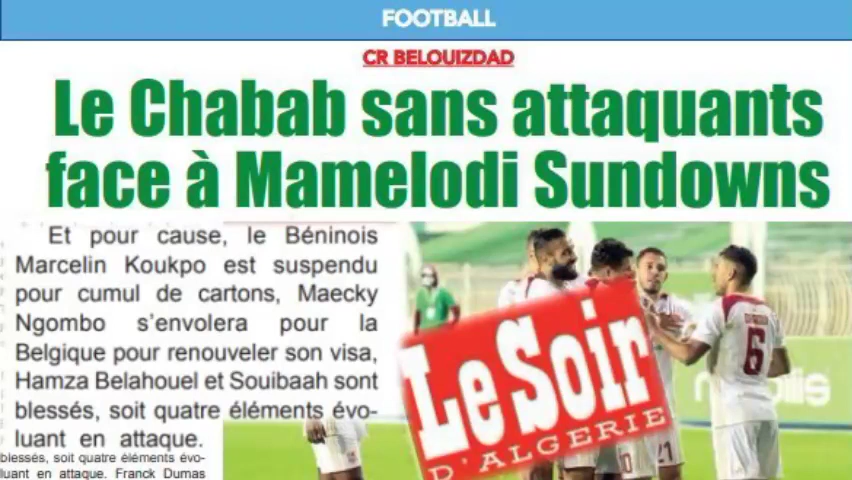 FOOTBALL
CR BELOUIZDAD
Le Chabab sans attaquants
face à Mamelodi Sundowns
Et pour cause, le Béninois
Marcelin Koukpo est suspendu
pour cumul de cartons, Maecky
Ngombo s'envolera pour la
Belgique pour renouveler son visa,
Hamza Belahouel et Souibaah sont
blessés, soit quatre éléments évo-
luant en attaque.
blessés, soit quatre éléments évo-
luant en attaque. Franck Dumas
Le Soir
D'ALGERIE
6
21